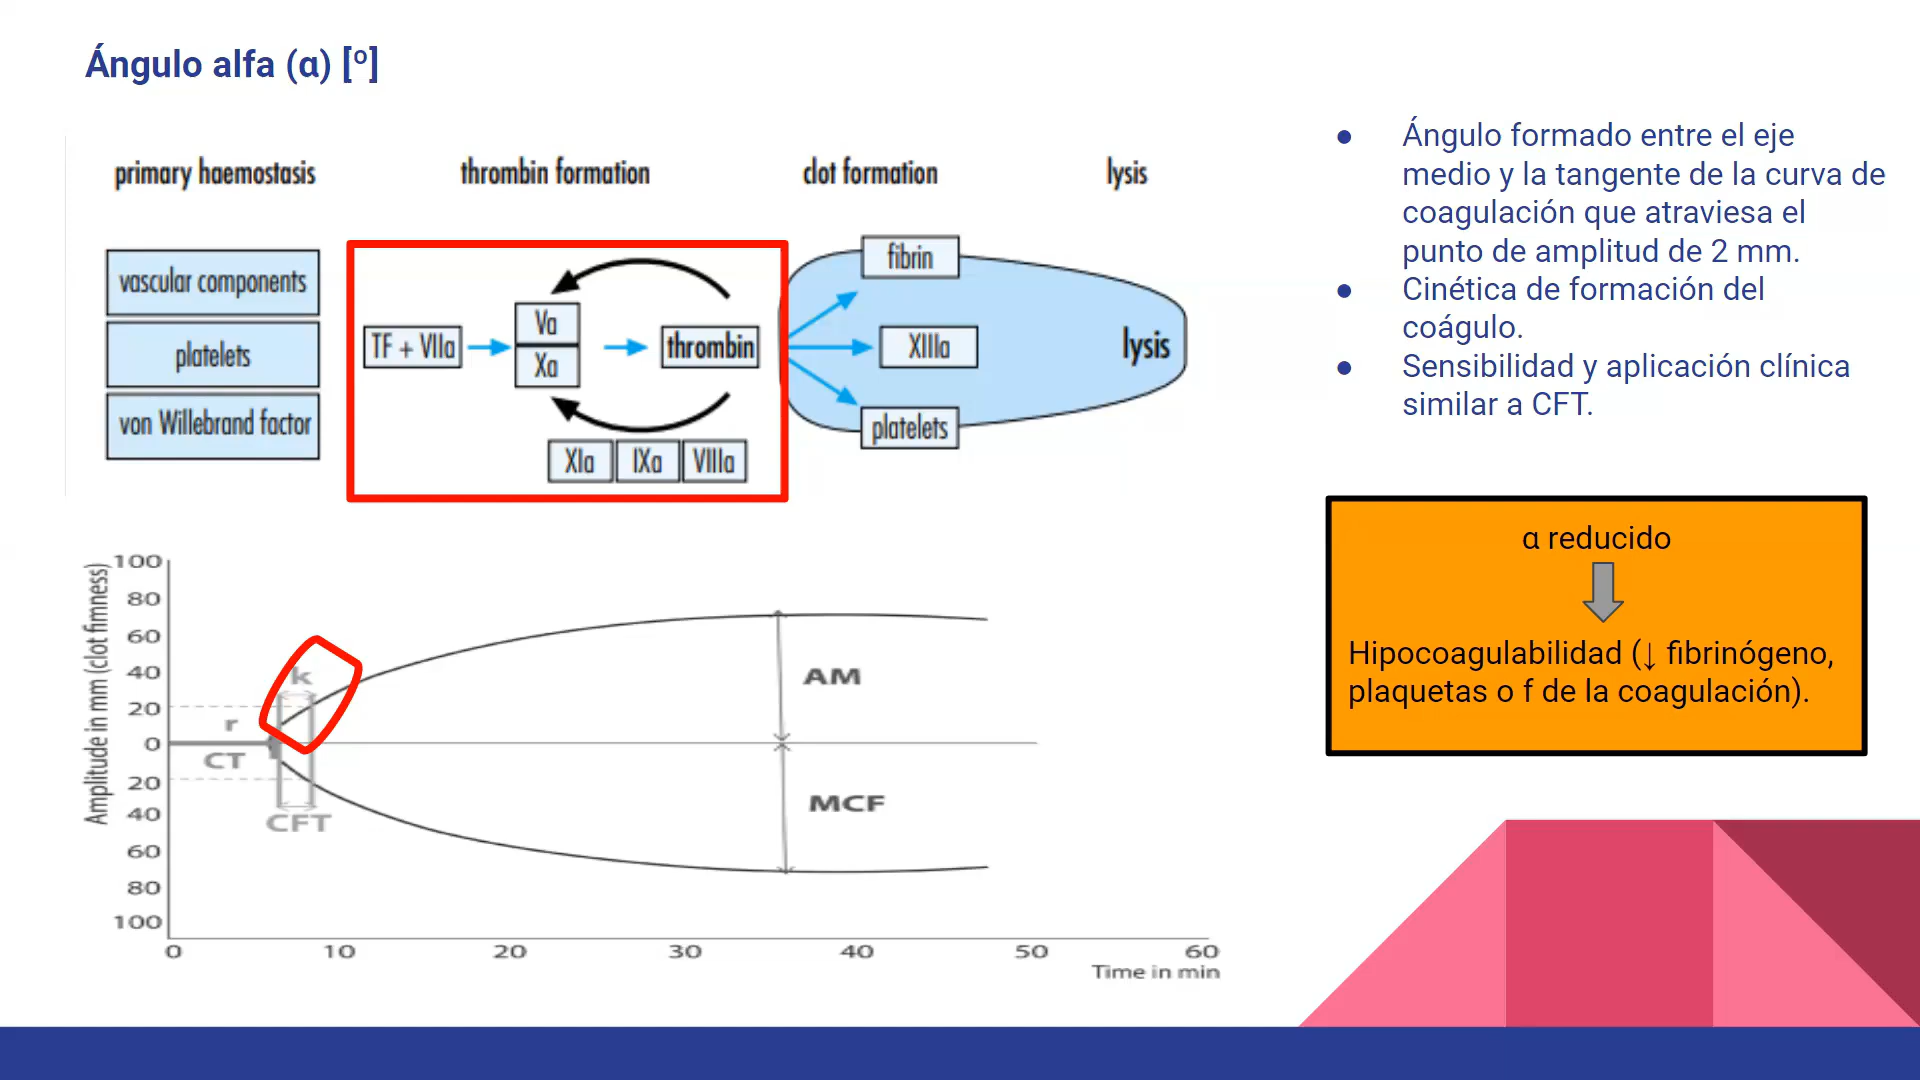 Ángulo alfa (α) [º]
primary haemostasis
thrombin formation
clot formation
lysis
vascular components
platelets
von Willebrand factor
TF + VIIa
Va
Xa
thrombin
XIa
IXa
VIIIa
fibrin
XIIIa
platelets
lysis
● Ángulo formado entre el eje
medio y la tangente de la curva de
coagulación que atraviesa el
punto de amplitud de 2 mm.
● Cinética de formación del
coágulo.
● Sensibilidad y aplicación clínica
similar a CFT.
α reducido
Hipocoagulabilidad (↓ fibrinógeno,
plaquetas o f de la coagulación).
Amplitude in mm (clot fimness)
100
80
60
40
20
0
20
40
60
80
100
k
r
CT
CFT
AM
MCF
0 10 20 30 40 50 60
Time in min